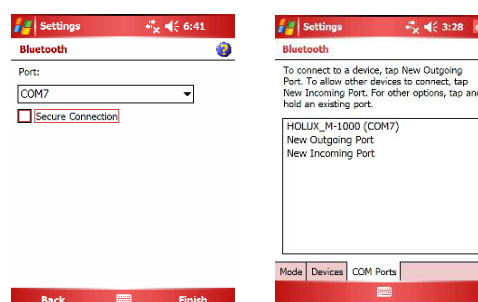 Settings 6:41
Bluetooth
Port:
COM7
Secure Connection
Back Finish
Settings 3:28
Bluetooth
To connect to a device, tap New Outgoing
Port. To allow other devices to connect, tap
New Incoming Port. For other options, tap and
hold an existing port.
HOLUX_M-1000 (COM7)
New Outgoing Port
New Incoming Port
Mode Devices COM Ports